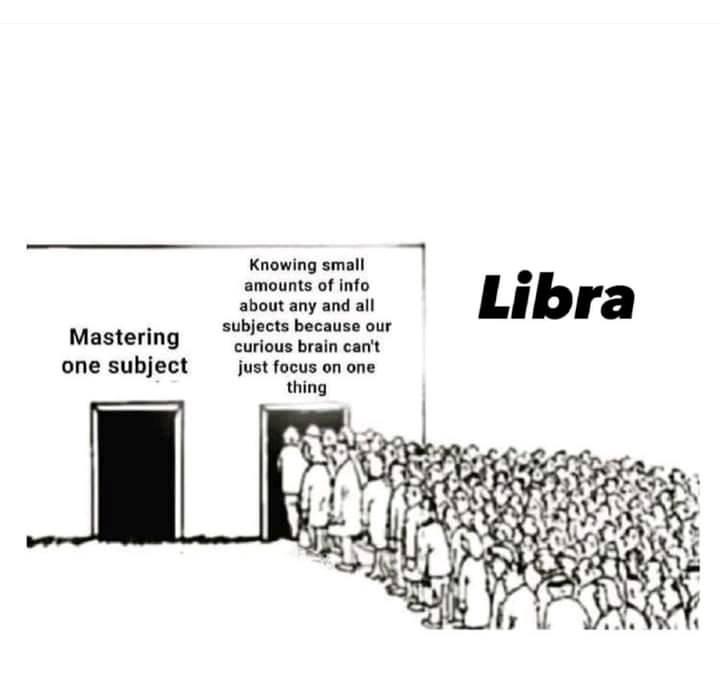 Mastering
one subject
Knowing small
amounts of info
about any and all
subjects because our
curious brain can't
just focus on one
thing
Libra